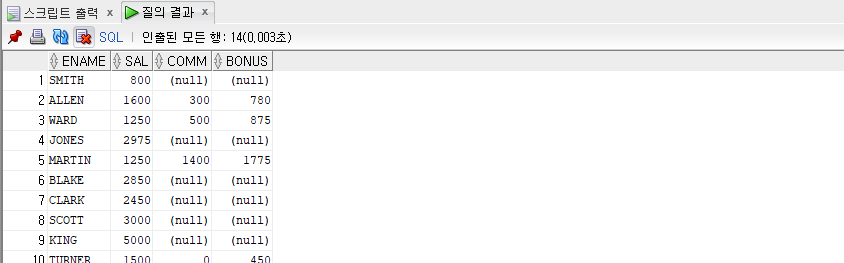 스크립트 출력 x 질의 결과 x
SQL | 인출된 모든 행: 14(0,003초)
ENAME SAL COMM BONUS
1 SMITH 800 (null) (null)
2 ALLEN 1600 300 780
3 WARD 1250 500 875
4 JONES 2975 (null) (null)
5 MARTIN 1250 1400 1775
6 BLAKE 2850 (null) (null)
7 CLARK 2450 (null) (null)
8 SCOTT 3000 (null) (null)
9 KING 5000 (null) (null)
10 TURNER 1500 0 450